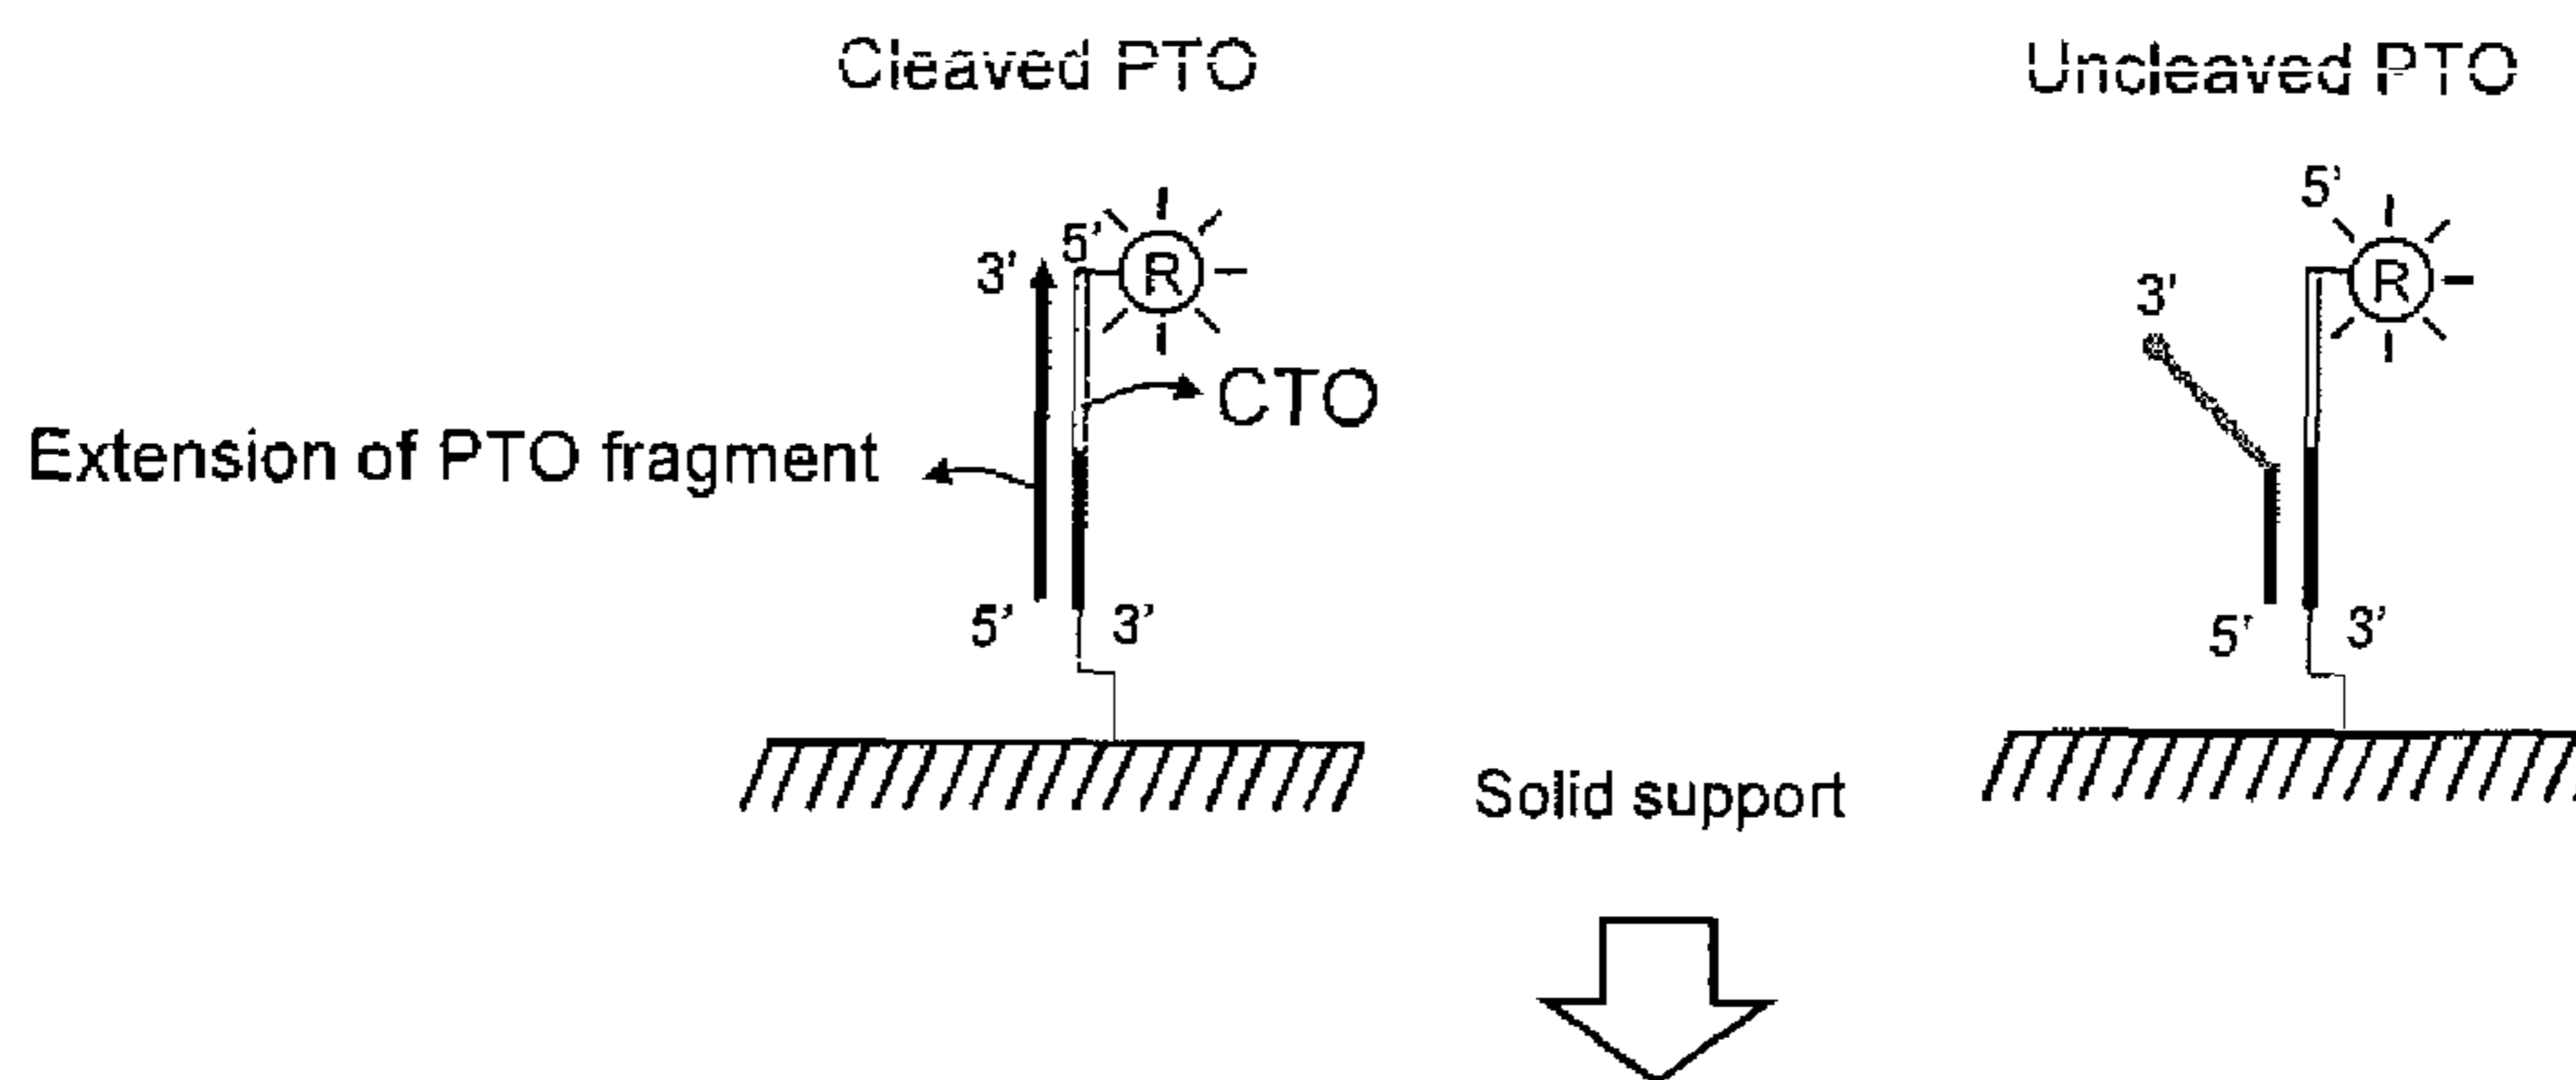 Cleaved PTO
Uncleaved PTO
5'
5'
3'
R
R
3'
CTO
Extension of PTO fragment
5'
3'
5'
3'
Solid support